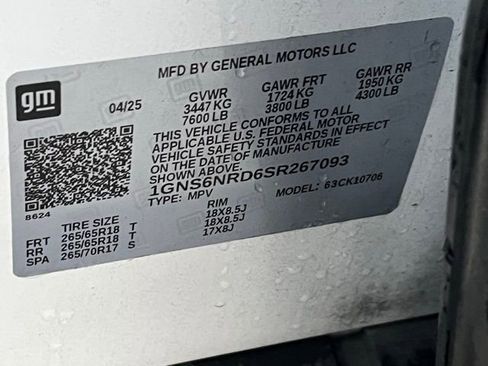 MFD BY GENERAL MOTORS LLC
gm
04/25
GVWR GAWR FRT GAWR RR
3447 KG 1724 KG 1950 KG
7600 LB 3800 LB 4300 LB
THIS VEHICLE CONFORMS TO ALL
APPLICABLE U.S. FEDERAL MOTOR
VEHICLE SAFETY STANDARDS IN EFFECT
ON THE DATE OF MANUFACTURE
1GNS6NRD6SR267093
TYPE: MPV MODEL: 63CK10706
8624
TIRE SIZE RIM
FRT 265/65R18 T 18X8.5J
RR 265/65R18 T 18X8.5J
SPA 265/70R17 S 17X8J